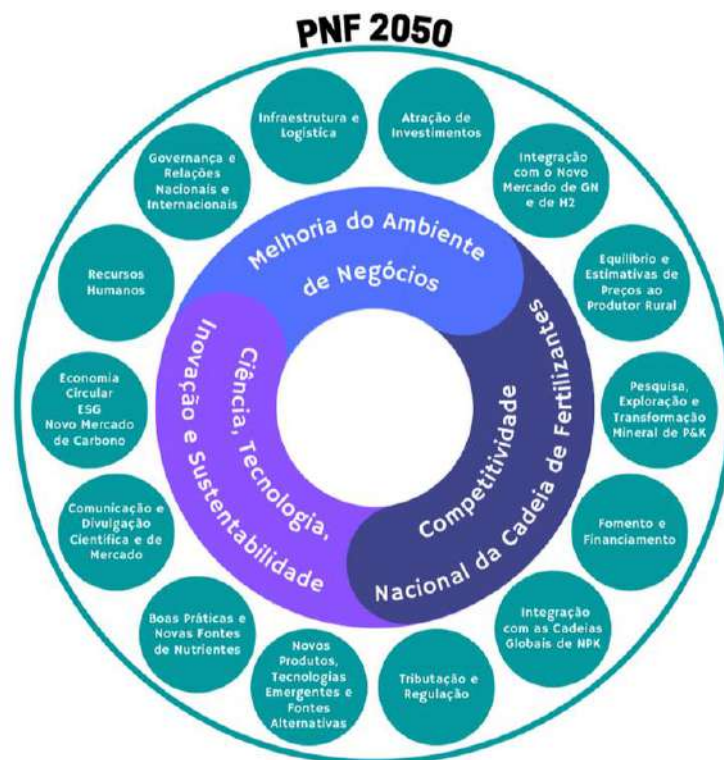 PNF 2050
Infraestrutura e
Logística
Atração de
Investimentos
Integração
com o Novo
Mercado de GN
e de H2
Equilíbrio e
Estimativas de
Preços ao
Produtor Rural
Pesquisa,
Exploração e
Transformação
Mineral de P&K
Fomento e
Financiamento
Integração
com as Cadeias
Globais de NPK
Tributação e
Regulação
Novos
Produtos,
Tecnologias
Emergentes e
Fontes
Alternativas
Boas Práticas e
Novas Fontes
de Nutrientes
Comunicação e
Divulgação
Científica e de
Mercado
Economia
Circular
ESG
Novo Mercado
de Carbono
Recursos
Humanos
Governança e
Relações
Nacionais e
Internacionais
Melhoria do Ambiente
de Negócios
Competitividade
Nacional da Cadeia de Fertilizantes
Ciência, Tecnologia,
Inovação e Sustentabilidade